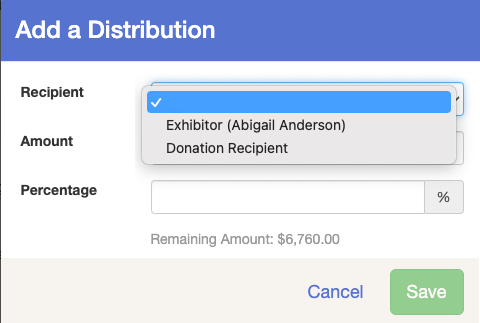 Add a Distribution
Recipient
✓
Exhibitor (Abigail Anderson)
Donation Recipient
Amount
Percentage
%
Remaining Amount: $6,760.00
Cancel
Save